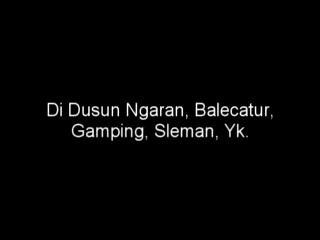 Di Dusun Ngaran, Balecatur,
Gamping, Sleman, Yk.